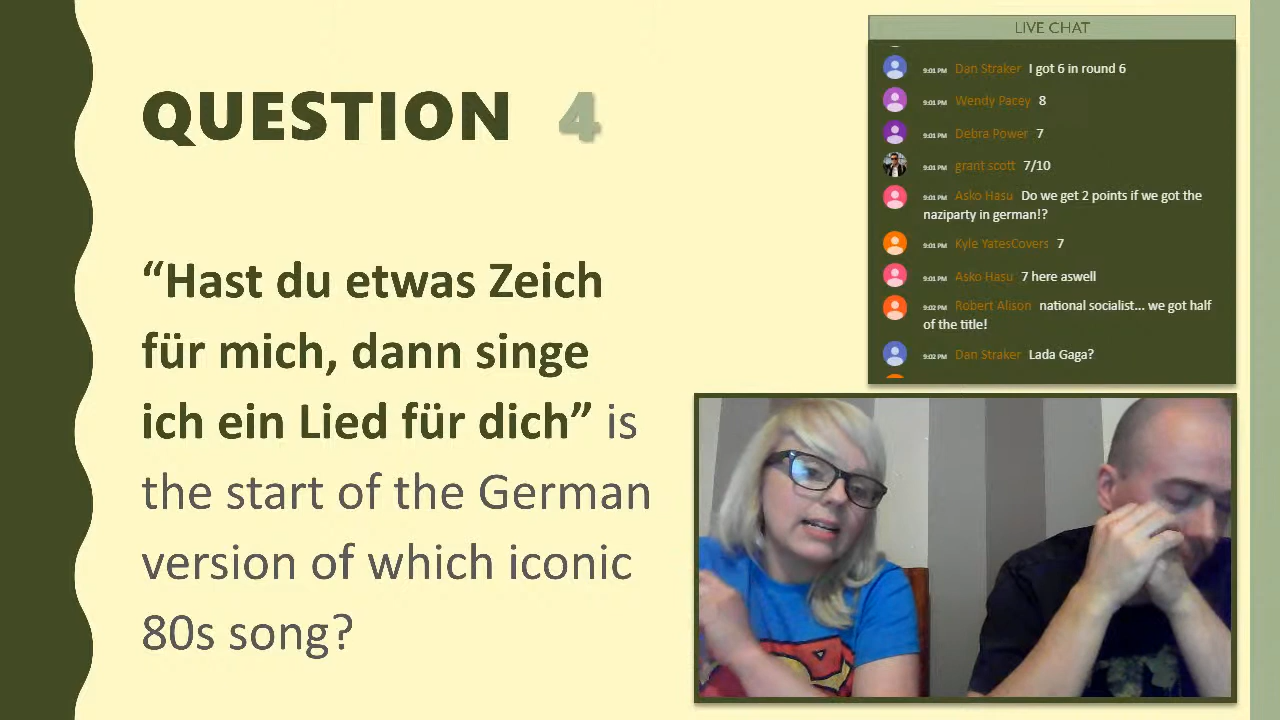 QUESTION 4
“Hast du etwas Zeich
für mich, dann singe
ich ein Lied für dich” is
the start of the German
version of which iconic
80s song?
LIVE CHAT
9:01 PM Dan Straker I got 6 in round 6
9:01 PM Wendy Pacey 8
9:01 PM Debra Power 7
9:01 PM grant scott 7/10
9:01 PM Asko Hasu Do we get 2 points if we got the
naziparty in german!?
9:01 PM Kyle YatesCovers 7
9:01 PM Asko Hasu 7 here aswell
9:02 PM Robert Alison national socialist... we got half
of the title!
9:02 PM Dan Straker Lada Gaga?